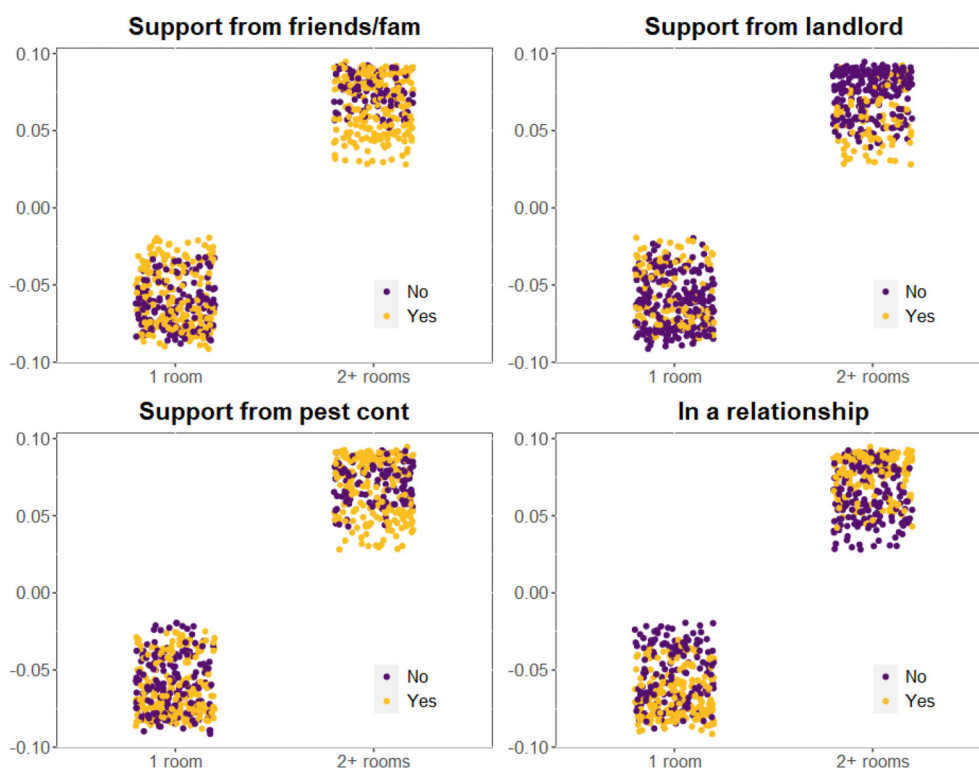 Support from friends/fam
0.10
0.05
0.00
-0.05
-0.10
No
Yes
1 room
2+ rooms
Support from landlord
0.10
0.05
0.00
-0.05
-0.10
No
Yes
1 room
2+ rooms
Support from pest cont
0.10
0.05
0.00
-0.05
-0.10
No
Yes
1 room
2+ rooms
In a relationship
0.10
0.05
0.00
-0.05
-0.10
No
Yes
1 room
2+ rooms